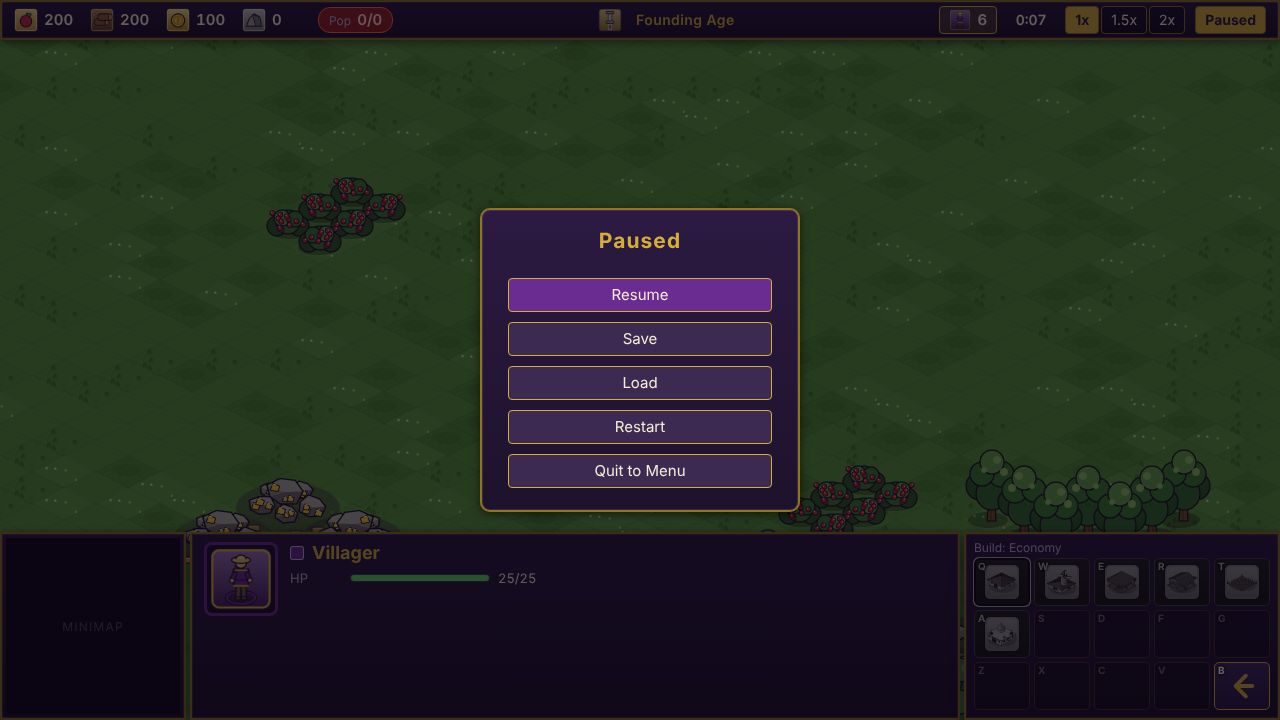 200 200 100 0 Pop 0/0 Founding Age 6 0:07 1x 1.5x 2x Paused
Paused
Resume
Save
Load
Restart
Quit to Menu
MINIMAP
Villager
HP 25/25
Build: Economy
Q W E R T
A S D F G
Z X C V B